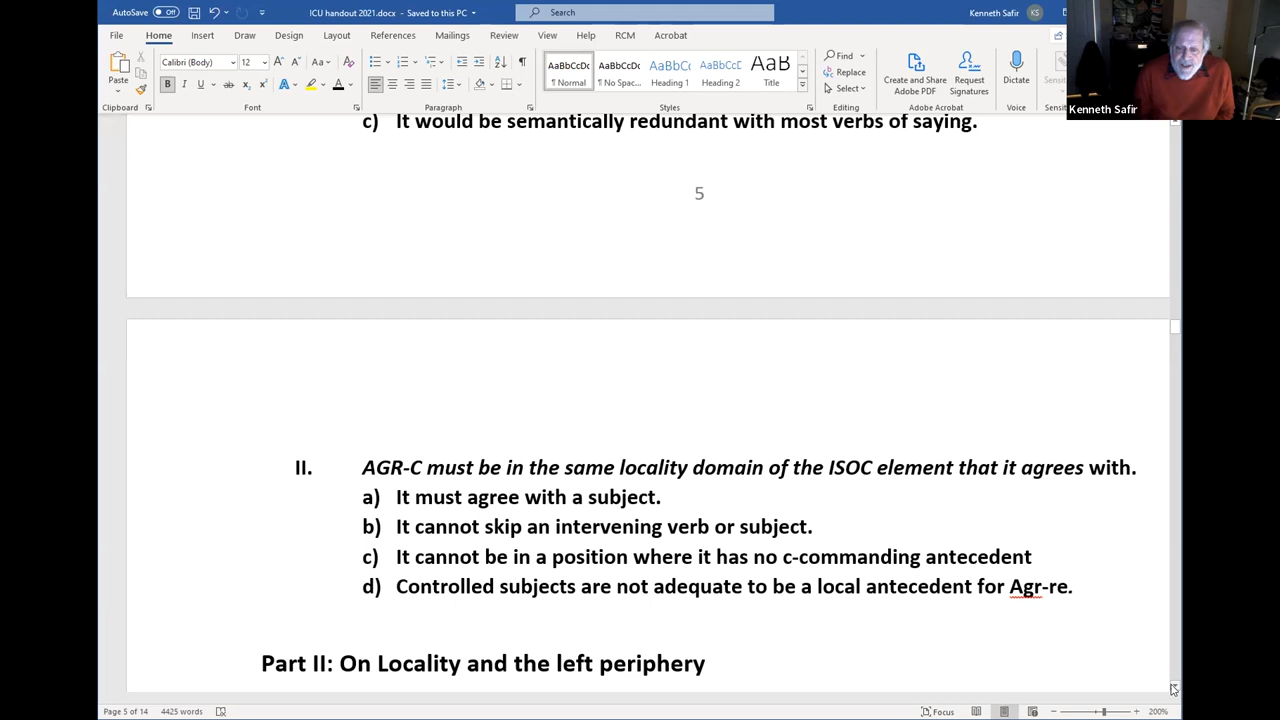 AutoSave Off ICU handout 2021.docx - Saved to this PC Search Kenneth Safir KS
File Home Insert Draw Design Layout References Mailings Review View Help RCM Acrobat
Calibri (Body) 12 Aa AaBbCcDc AaBbCcDc AaBbCc AaBbCcC AaB Find
Paste Replace Create and Share Request Dictate
¶ Normal ¶ No Spac... Heading 1 Heading 2 Title Select Adobe PDF Signatures
Clipboard Font Paragraph Styles Editing Adobe Acrobat Voice
Kenneth Safir
c) It would be semantically redundant with most verbs of saying.
5
II. AGR-C must be in the same locality domain of the ISOC element that it agrees with.
a) It must agree with a subject.
b) It cannot skip an intervening verb or subject.
c) It cannot be in a position where it has no c-commanding antecedent
d) Controlled subjects are not adequate to be a local antecedent for Agr-re.
Part II: On Locality and the left periphery
Page 5 of 14 4425 words Focus 200%